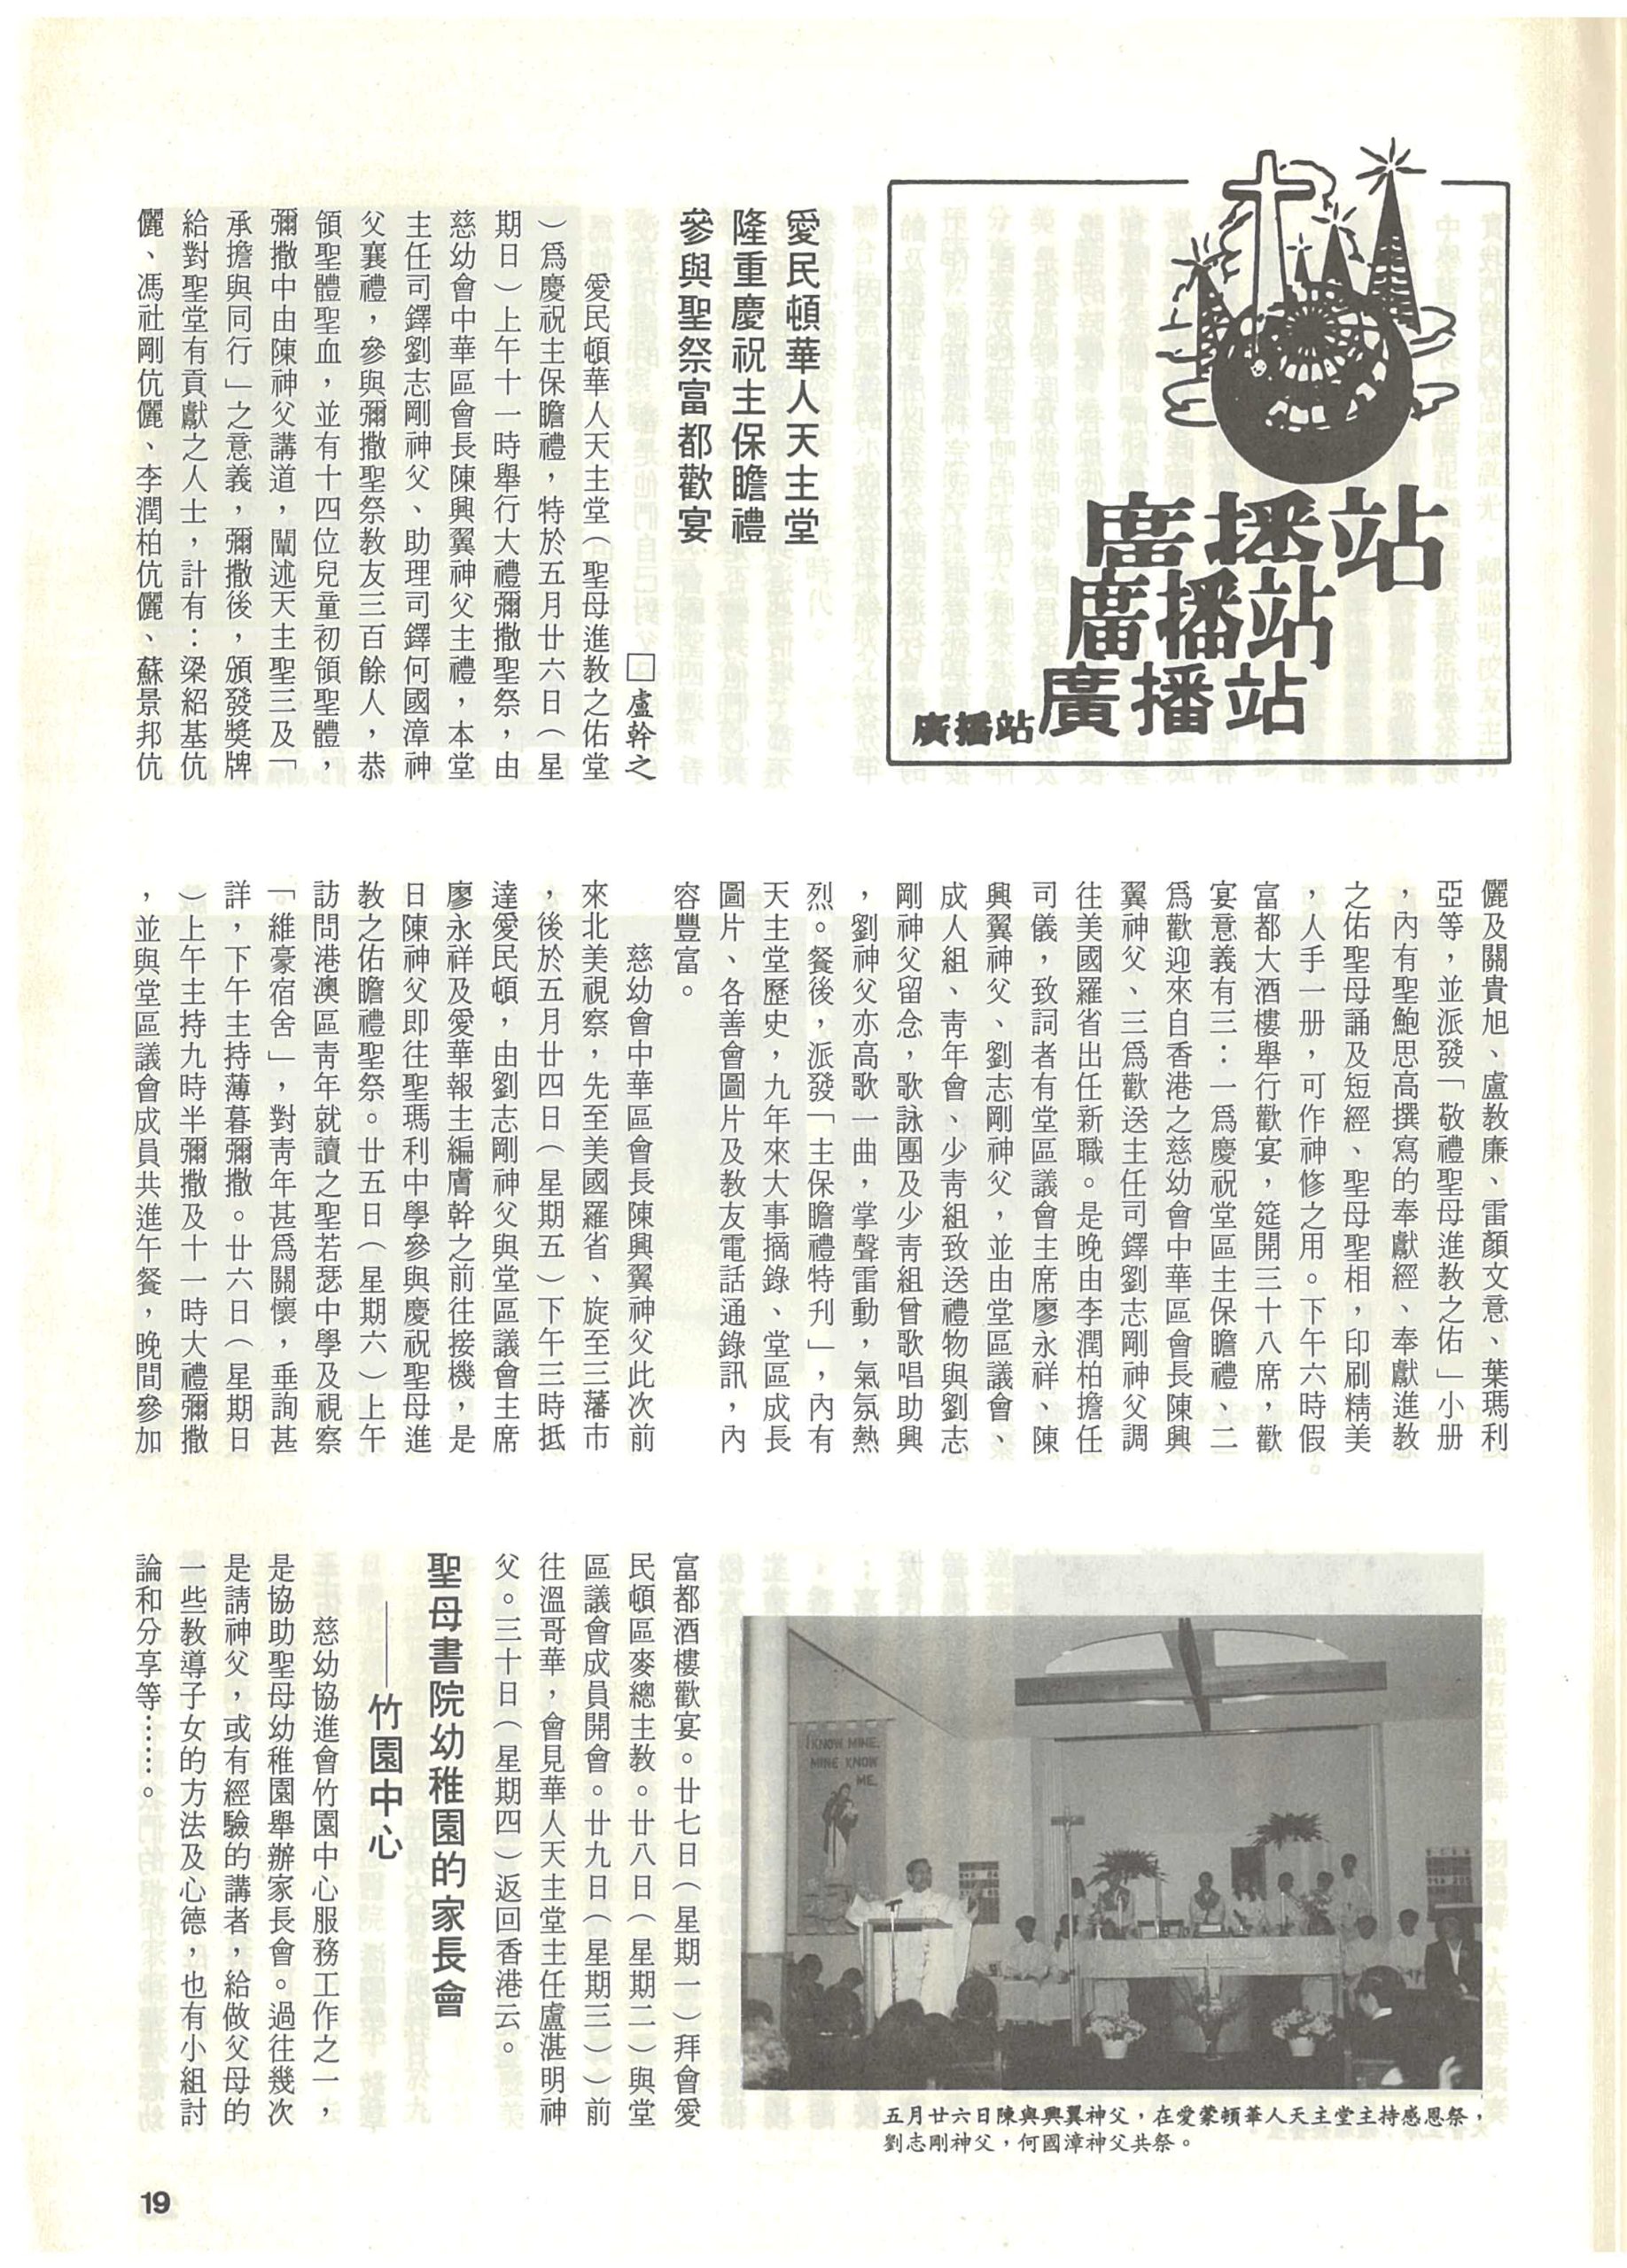 廣播站
廣播站
廣播站
廣播站
愛民頓華人天主堂
隆重慶祝主保瞻禮
參與聖祭富都歡宴
□盧幹之
愛民頓華人天主堂（聖母進教之佑堂
）爲慶祝主保瞻禮，特於五月廿六日（星
期日）上午十一時舉行大禮彌撒聖祭，由
慈幼會中華區會長陳興翼神父主禮，本堂
主任司鐸劉志剛神父、助理司鐸何國漳神
父襄禮，參與彌撒聖祭教友三百餘人，恭
領聖體聖血，並有十四位兒童初領聖體，
彌撒中由陳神父講道，闡述天主聖三及「
承擔與同行」之意義，彌撒後，頒發獎牌
給對聖堂有貢獻之人士，計有：梁紹基伉
儷、馮社剛伉儷、李潤柏伉儷、蘇景邦伉
儷及關貴旭、盧教廉、雷顏文意、葉瑪利
亞等，並派發「敬禮聖母進教之佑」小册
，內有聖鮑思高撰寫的奉獻經、奉獻進教
之佑聖母誦及短經、聖母聖相，印刷精美
，人手一册，可作神修之用。下午六時假
富都大酒樓舉行歡宴，筵開三十八席，歡
宴意義有三：一爲慶祝堂區主保瞻禮、二
爲歡迎來自香港之慈幼會中華區會長陳興
翼神父、三爲歡送主任司鐸劉志剛神父調
往美國羅省出任新職。是晚由李潤柏擔任
司儀，致詞者有堂區議會主席廖永祥、陳
興翼神父、劉志剛神父，並由堂區議會、
成人組、靑年會、少靑組致送禮物與劉志
剛神父留念，歌詠團及少靑組曾歌唱助興
，劉神父亦高歌一曲，掌聲雷動，氣氛熱
烈。餐後，派發「主保瞻禮特刋」，內有
天主堂歷史，九年來大事摘錄、堂區成長
圖片、各善會圖片及教友電話通錄訊，內
容豐富。
慈幼會中華區會長陳興翼神父此次前
來北美視察，先至美國羅省、旋至三藩市
，後於五月廿四日（星期五）下午三時抵
達愛民頓，由劉志剛神父與堂區議會主席
廖永祥及愛華報主編膚幹之前往接機，是
日陳神父即往聖瑪利中學參與慶祝聖母進
教之佑瞻禮聖祭。廿五日（星期六）上午
訪問港澳區靑年就讀之聖若瑟中學及視察
「維豪宿舍」，對靑年甚爲關懷，垂詢甚
詳，下午主持薄暮彌撒。廿六日（星期日
）上午主持九時半彌撒及十一時大禮彌撒
，並與堂區議會成員共進午餐，晚間參加
富都酒樓歡宴。廿七日（星期一）拜會愛
民頓區麥總主教。廿八日（星期二）與堂
區議會成員開會。廿九日（星期三））前
往溫哥華，會見華人天主堂主任盧湛明神
父。三十日（星期四）返回香港云。
I KNOW MINE,
MINE KNOW
ME.
五月廿六日陳與興翼神父，在愛蒙頓華人天主堂主持感恩祭，
劉志剛神父，何國漳神父共祭。
聖母書院幼稚園的家長會
——竹園中心
慈幼協進會竹園中心服務工作之一，
是協助聖母幼稚園舉辦家長會。過往幾次
是請神父，或有經驗的講者，給做父母的
一些教導子女的方法及心德，也有小組討
論和分享等……。
19